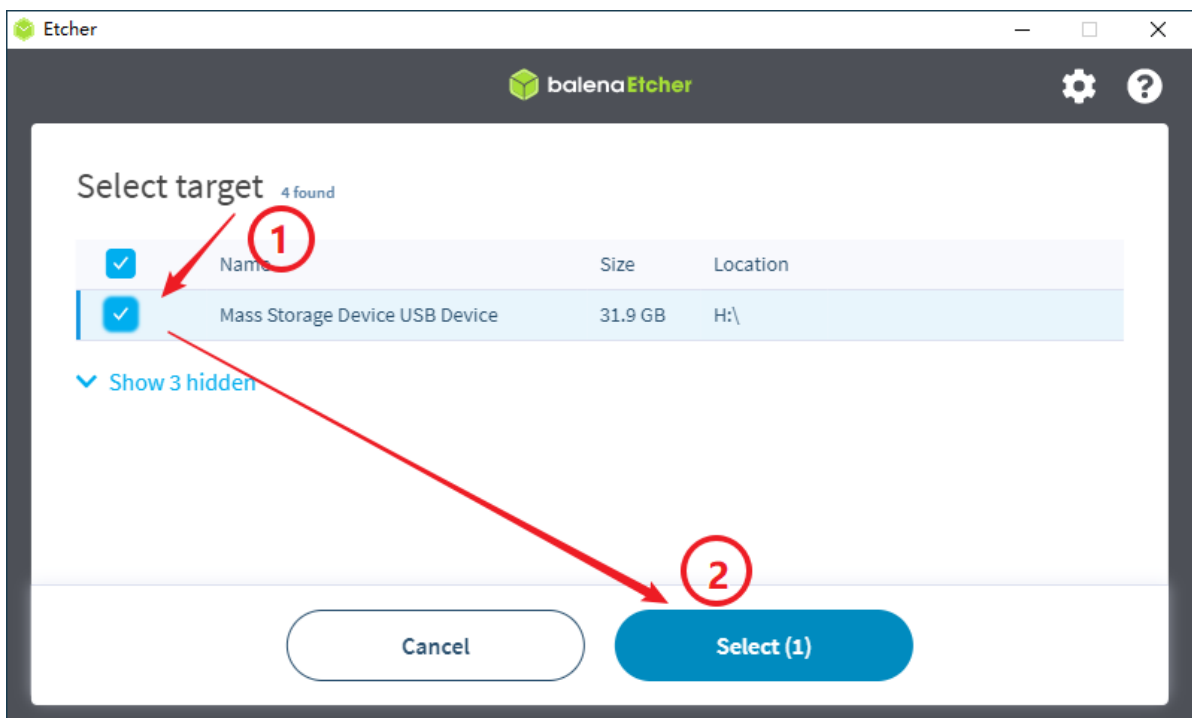 Etcher
balenaEtcher
Select target 4 found
1
Name Size Location
Mass Storage Device USB Device 31.9 GB H:\
Show 3 hidden
2
Cancel Select (1)